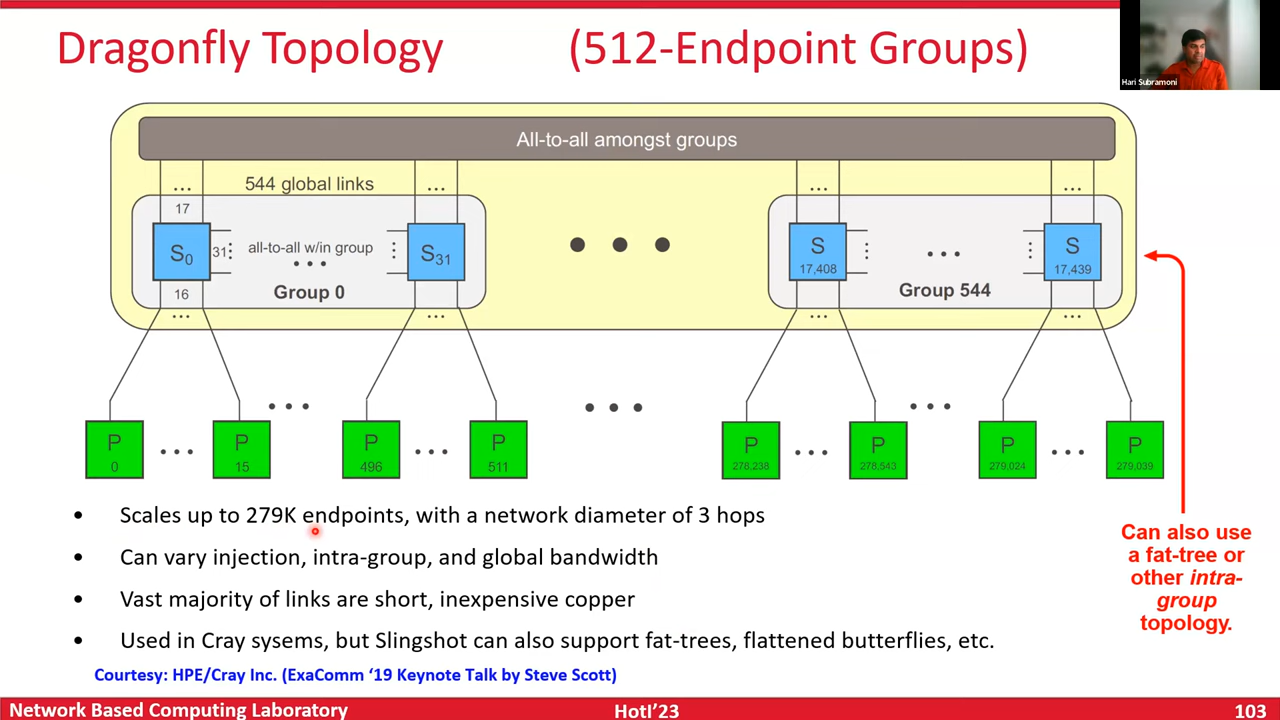 Dragonfly Topology (512-Endpoint Groups)
Hari Subramoni
All-to-all amongst groups
... 544 global links ... ... ...
17
S0 31 all-to-all w/in group S31 S 17,408 ... S 17,439
...
16 Group 0 Group 544
... ... ... ...
... ... ...
P 0 ... P 15 P 496 ... P 511 P 278,238 ... P 278,543 P 279,024 ... P 279,039
• Scales up to 279K endpoints, with a network diameter of 3 hops
• Can vary injection, intra-group, and global bandwidth
• Vast majority of links are short, inexpensive copper
• Used in Cray sysems, but Slingshot can also support fat-trees, flattened butterflies, etc.
Can also use
a fat-tree or
other intra-
group
topology.
Courtesy: HPE/Cray Inc. (ExaComm ‘19 Keynote Talk by Steve Scott)
Network Based Computing Laboratory HotI’23 103